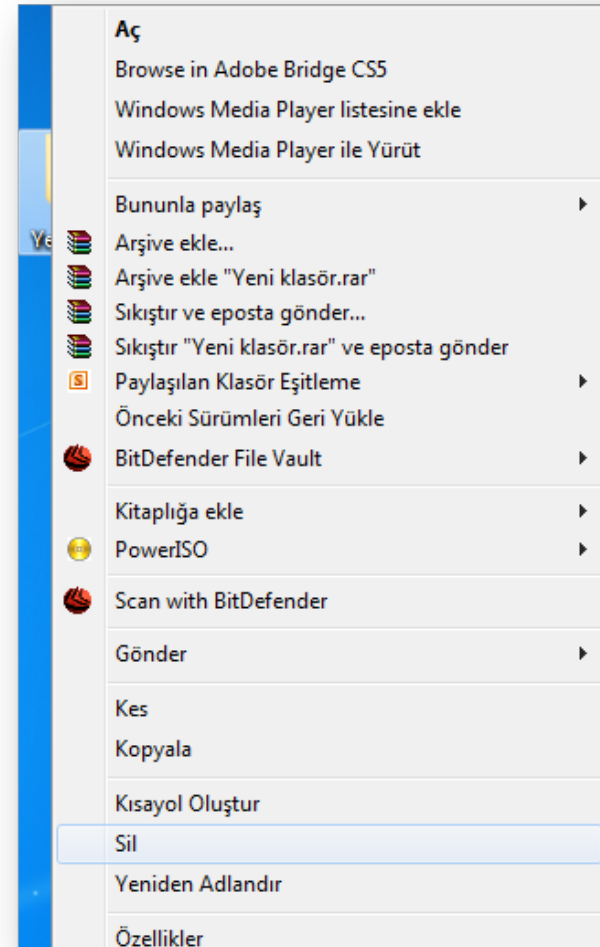 Aç
Browse in Adobe Bridge CS5
Windows Media Player listesine ekle
Windows Media Player ile Yürüt
Bununla paylaş
Arşive ekle...
Arşive ekle "Yeni klasör.rar"
Sıkıştır ve eposta gönder...
Sıkıştır "Yeni klasör.rar" ve eposta gönder
Paylaşılan Klasör Eşitleme
Önceki Sürümleri Geri Yükle
BitDefender File Vault
Kitaplığa ekle
PowerISO
Scan with BitDefender
Gönder
Kes
Kopyala
Kısayol Oluştur
Sil
Yeniden Adlandır
Özellikler